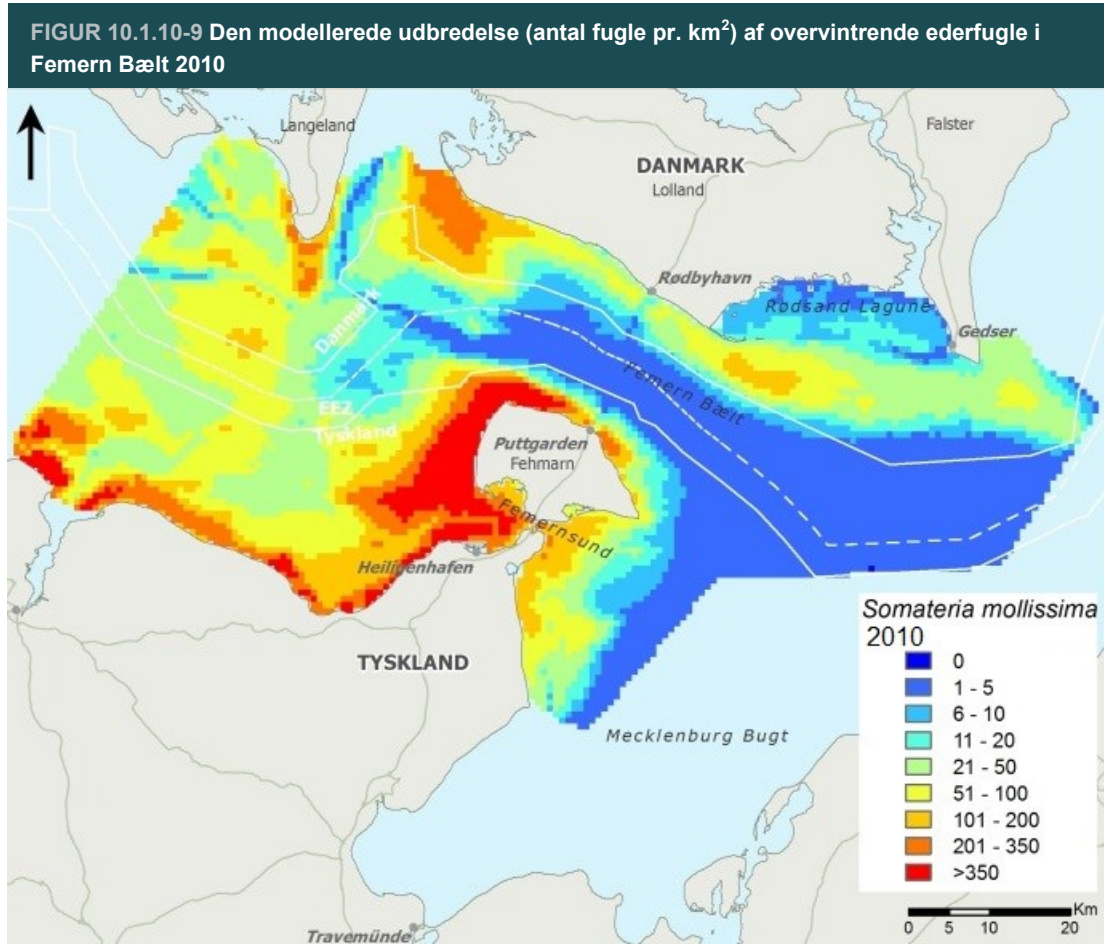 FIGUR 10.1.10-9 Den modellerede udbredelse (antal fugle pr. km²) af overvintrende ederfugle i
Femern Bælt 2010
Langeland
Falster
DANMARK
Lolland
Rødbyhavn
Rødsand Lagune
Gedser
Danmark
Femern Bælt
EEZ
Tyskland
Puttgarden
Fehmarn
Femernsund
Heiligenhafen
TYSKLAND
Mecklenburg Bugt
Travemünde
Somateria mollissima
2010
0
1 - 5
6 - 10
11 - 20
21 - 50
51 - 100
101 - 200
201 - 350
>350
Km
0 5 10 20